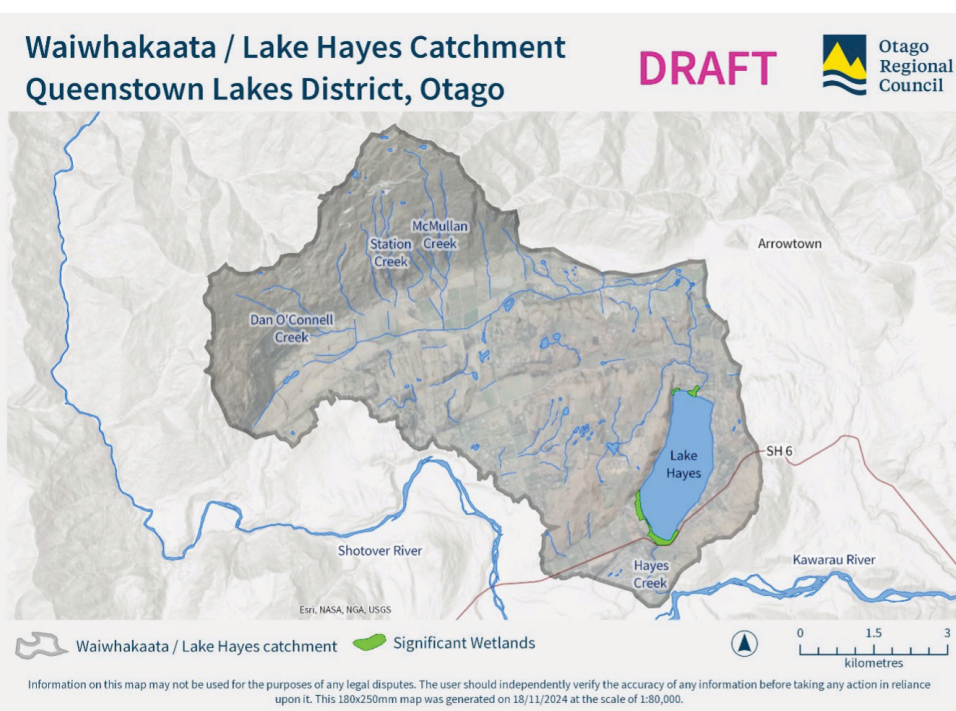 Waiwhakaata / Lake Hayes Catchment
Queenstown Lakes District, Otago
DRAFT
Otago
Regional
Council
McMullan
Creek
Station
Creek
Arrowtown
Dan O'Connell
Creek
Lake
Hayes
SH 6
Shotover River
Hayes
Creek
Kawarau River
Esri, NASA, NGA, USGS
Waiwhakaata / Lake Hayes catchment
Significant Wetlands
0 1.5 3
kilometres
Information on this map may not be used for the purposes of any legal disputes. The user should independently verify the accuracy of any information before taking any action in reliance
upon it. This 180x250mm map was generated on 18/11/2024 at the scale of 1:80,000.